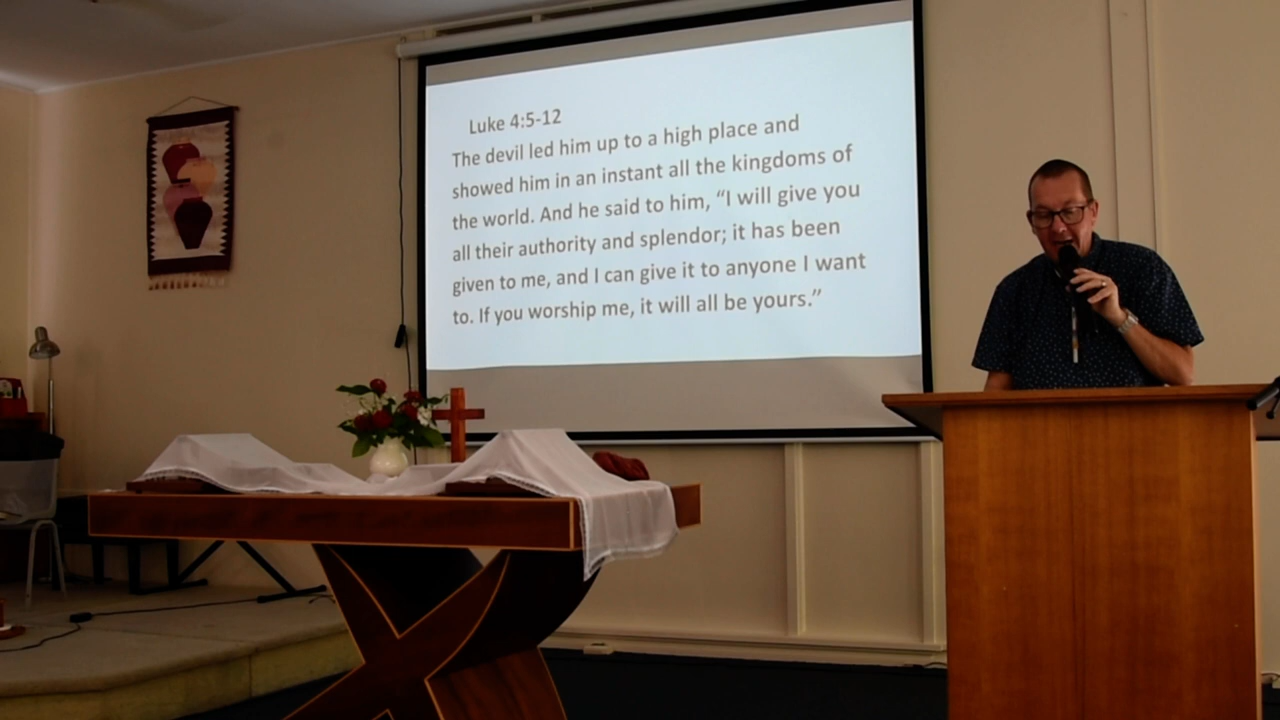 Luke 4:5-12
The devil led him up to a high place and
showed him in an instant all the kingdoms of
the world. And he said to him, “I will give you
all their authority and splendor; it has been
given to me, and I can give it to anyone I want
to. If you worship me, it will all be yours.”